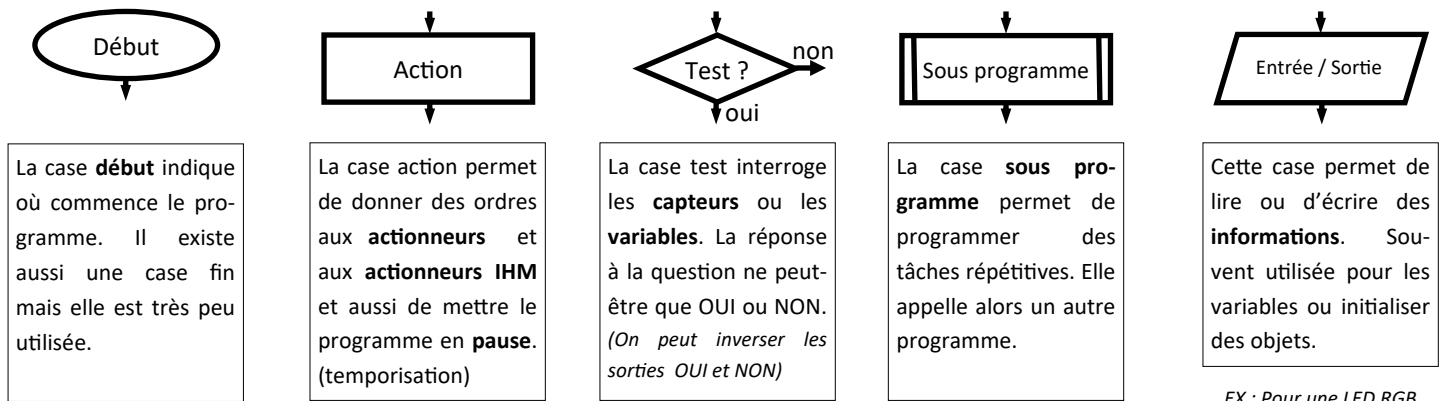 Début
Action
Test ?
non
oui
Sous programme
Entrée / Sortie
La case début indique
où commence le pro-
gramme. Il existe
aussi une case fin
mais elle est très peu
utilisée.
La case action permet
de donner des ordres
aux actionneurs et
aux actionneurs IHM
et aussi de mettre le
programme en pause.
(temporisation)
La case test interroge
les capteurs ou les
variables. La réponse
à la question ne peut-
être que OUI ou NON.
(On peut inverser les
sorties OUI et NON)
La case sous pro-
gramme permet de
programmer des
tâches répétitives. Elle
appelle alors un autre
programme.
Cette case permet de
lire ou d'écrire des
informations. Sou-
vent utilisée pour les
variables ou initialiser
des objets.
EX : Pour une LED RGB